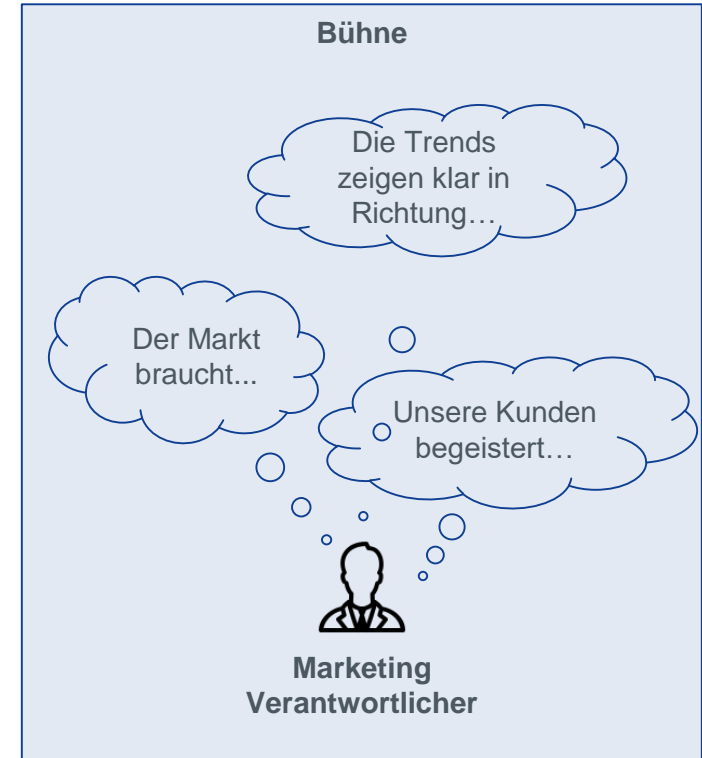 Bühne
Die Trends
zeigen klar in
Richtung…
Der Markt
braucht...
Unsere Kunden
begeistert…
Marketing
Verantwortlicher